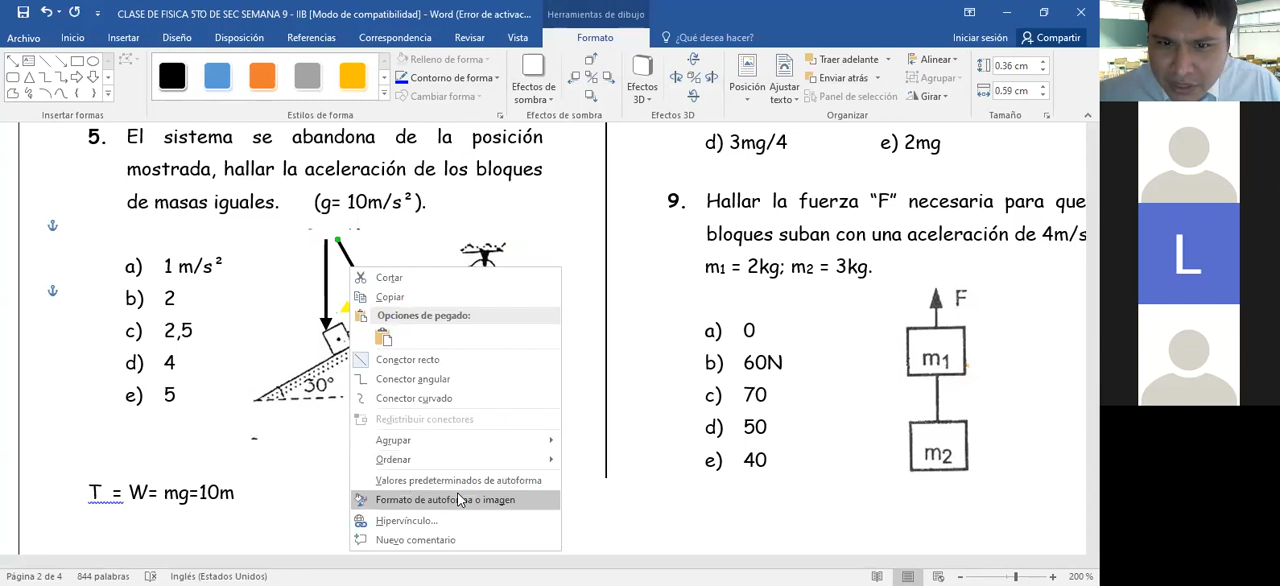 CLASE DE FISICA 5TO DE SEC SEMANA 9 - IIB [Modo de compatibilidad] - Word (Error de activac...
Herramientas de dibujo
Archivo Inicio Insertar Diseño Disposición Referencias Correspondencia Revisar Vista Formato ¿Qué desea hacer? Iniciar sesión Compartir
Relleno de forma
Contorno de forma
Cambiar forma
Efectos de sombra
Efectos 3D
Posición
Ajustar texto
Traer adelante
Enviar atrás
Panel de selección
Alinear
Agrupar
Girar
0.36 cm
0.59 cm
Insertar formas Estilos de forma Efectos de sombra Efectos 3D Organizar Tamaño
5. El sistema se abandona de la posición
mostrada, hallar la aceleración de los bloques
de masas iguales. (g= 10m/s²).
a) 1 m/s²
b) 2
c) 2,5
d) 4
e) 5
30°
T = W= mg=10m
Cortar
Copiar
Opciones de pegado:
Conector recto
Conector angular
Conector curvado
Redistribuir conectores
Agrupar
Ordenar
Valores predeterminados de autoforma
Formato de autoforma o imagen
Hipervínculo...
Nuevo comentario
d) 3mg/4 e) 2mg
9. Hallar la fuerza “F” necesaria para que
bloques suban con una aceleración de 4m/s
m1 = 2kg; m2 = 3kg.
a) 0
b) 60N
c) 70
d) 50
e) 40
F
m1
m2
L
Página 2 de 4 844 palabras Inglés (Estados Unidos) 200 %